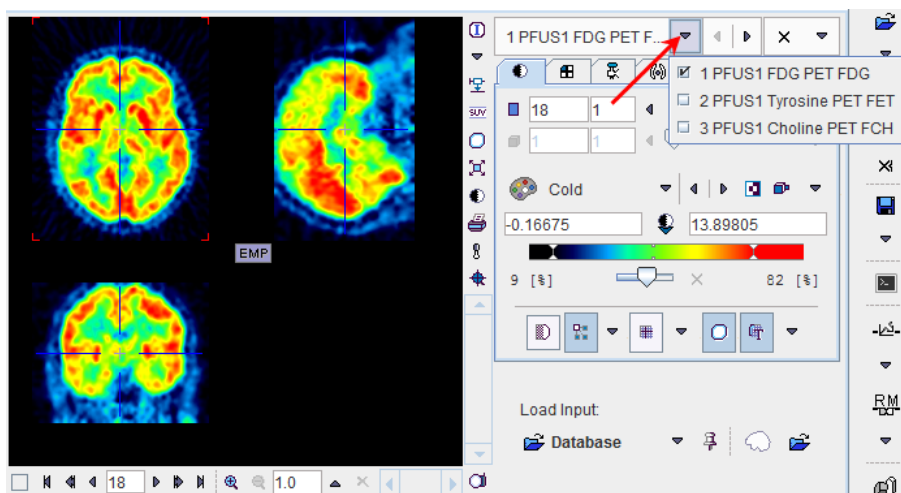 1 PFUS1 FDG PET F...
1 PFUS1 FDG PET FDG
2 PFUS1 Tyrosine PET FET
3 PFUS1 Choline PET FCH
SUV
18 1
1 1
Cold
-0.16675 13.89805
EMP
9 [%] 82 [%]
T
Load Input:
Database
RM
18 1.0